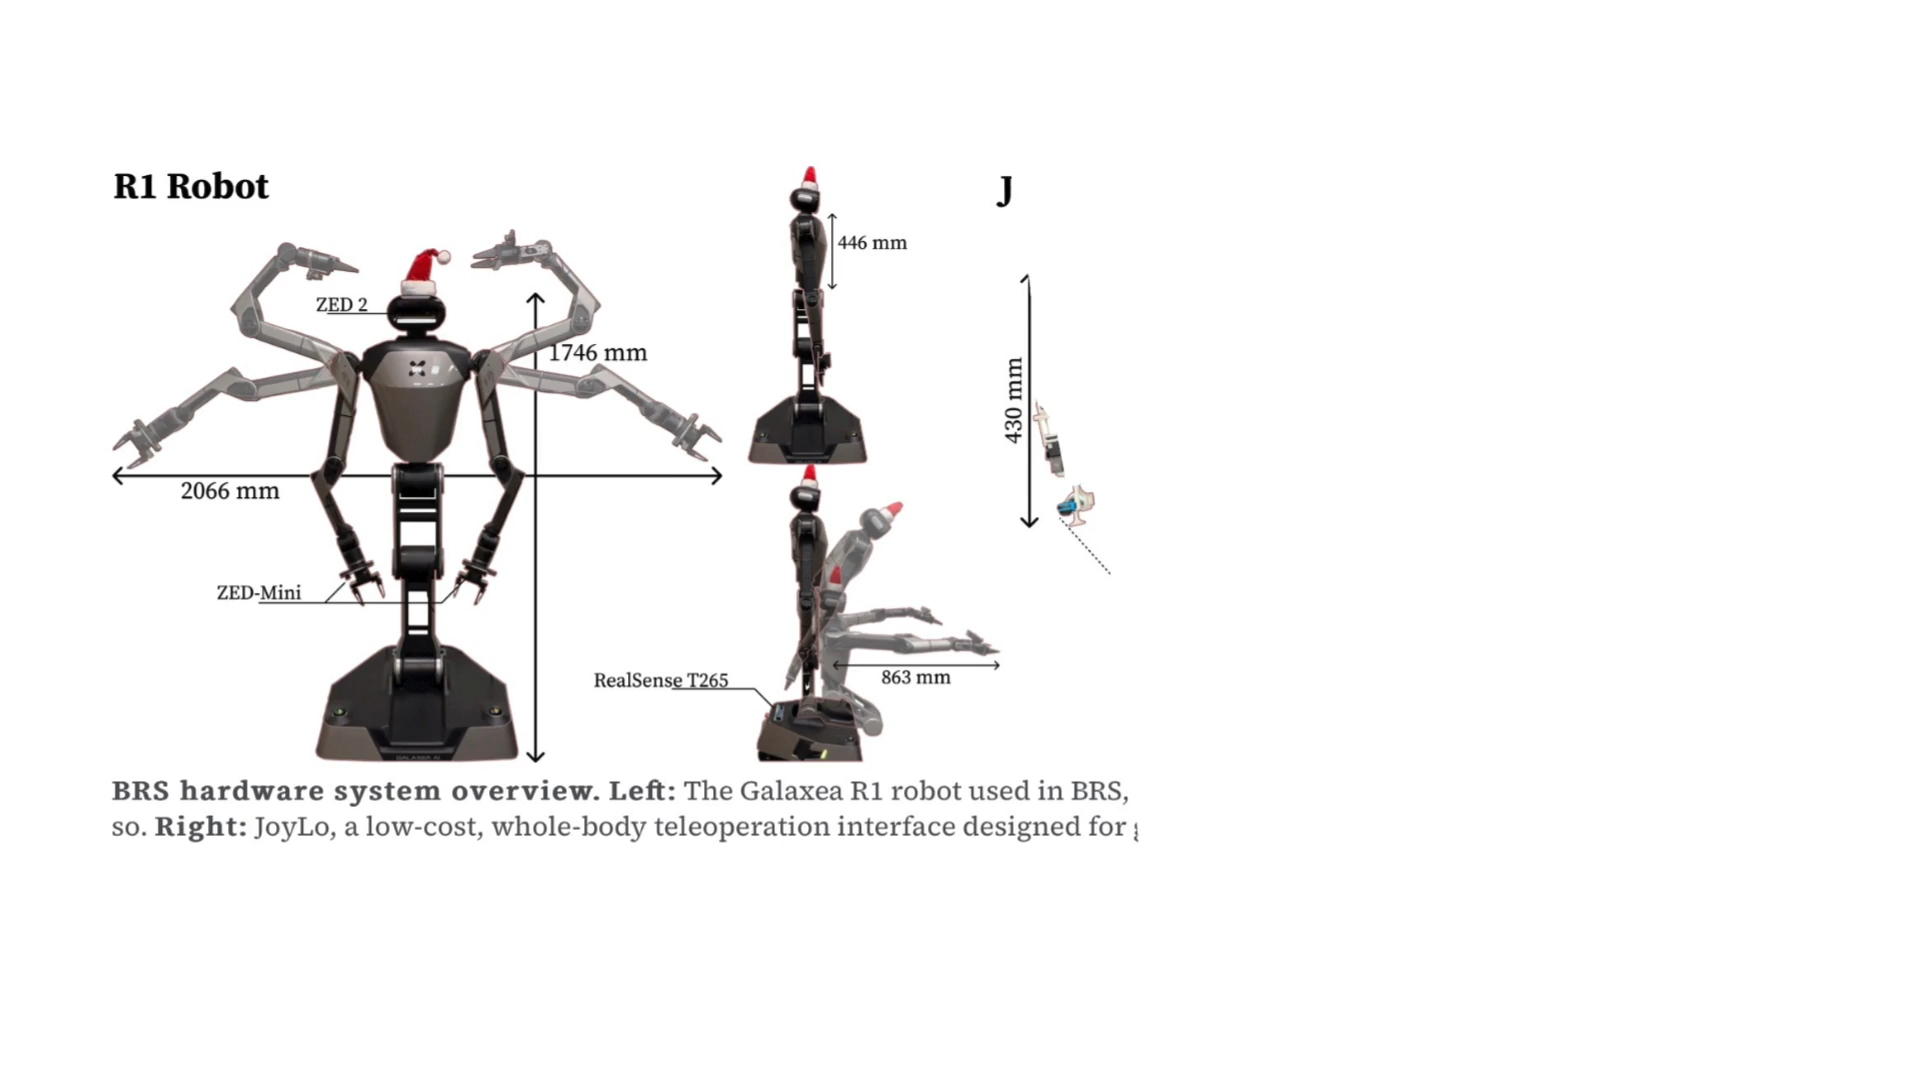 R1 Robot
J
446 mm
ZED 2
1746 mm
430 mm
2066 mm
ZED-Mini
RealSense T265
863 mm
BRS hardware system overview. Left: The Galaxea R1 robot used in BRS,
so. Right: JoyLo, a low-cost, whole-body teleoperation interface designed for